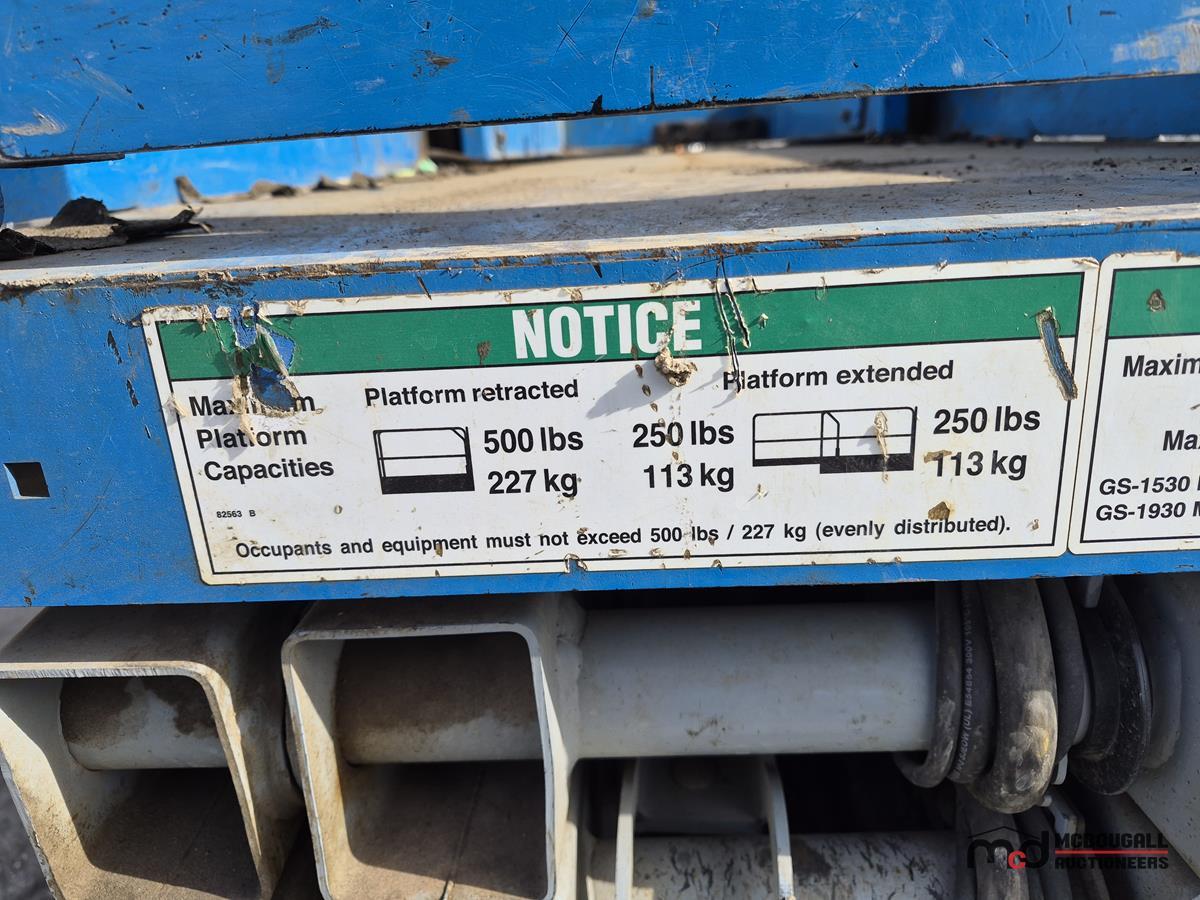 NOTICE
Maximum
Platform
Capacities
Platform retracted
500 lbs
227 kg
Platform extended
250 lbs
113 kg
250 lbs
113 kg
82563 B
Occupants and equipment must not exceed 500 lbs / 227 kg (evenly distributed).
Maxim
Ma
GS-1530
GS-1930 M
MCDOUGALL
AUCTIONEERS
mcd